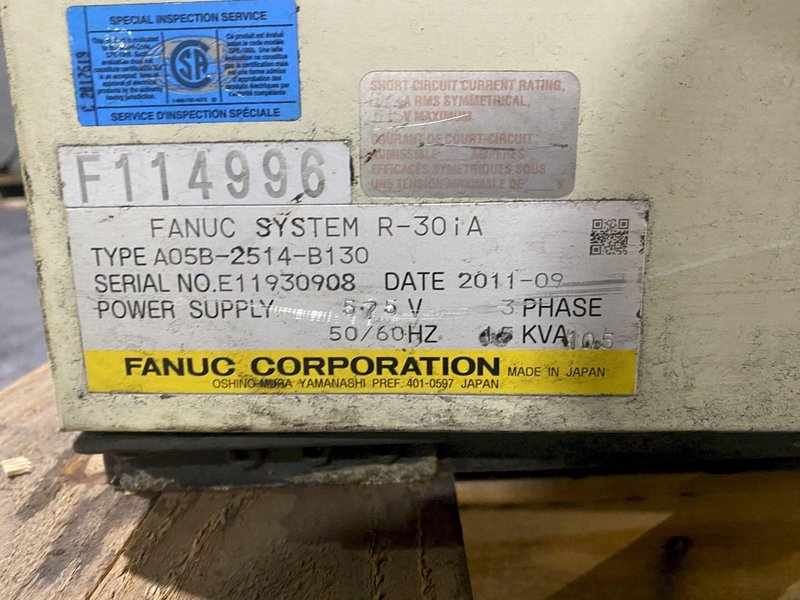 SPECIAL INSPECTION SERVICE
C 2017519
SERVICE D'INSPECTION SPÉCIALE
SHORT CIRCUIT CURRENT RATING,
A RMS SYMMETRICAL,
V MAXIMUM
COURANT DE COURT-CIRCUIT
ADMISSIBLE AMPERES
EFFICACES SYMETRIQUES SOUS
UNE TENSION MAXIMALE DE V
F114996
FANUC SYSTEM R-30iA
TYPE A05B-2514-B130
SERIAL NO.E11930908 DATE 2011-09
POWER SUPPLY 575 V 3 PHASE
50/60HZ KVA 10.5
FANUC CORPORATION MADE IN JAPAN
OSHINO-MURA YAMANASHI PREF. 401-0597 JAPAN